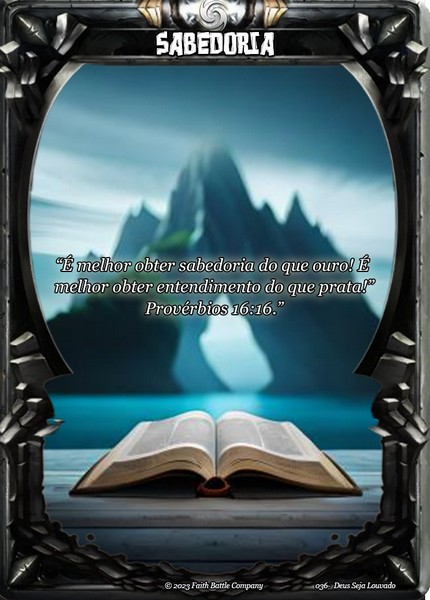 SABEDORIA
“É melhor obter sabedoria do que ouro! É
melhor obter entendimento do que prata!”
Provérbios 16:16.”
© 2023 Faith Battle Company 036 Deus Seja Louvado